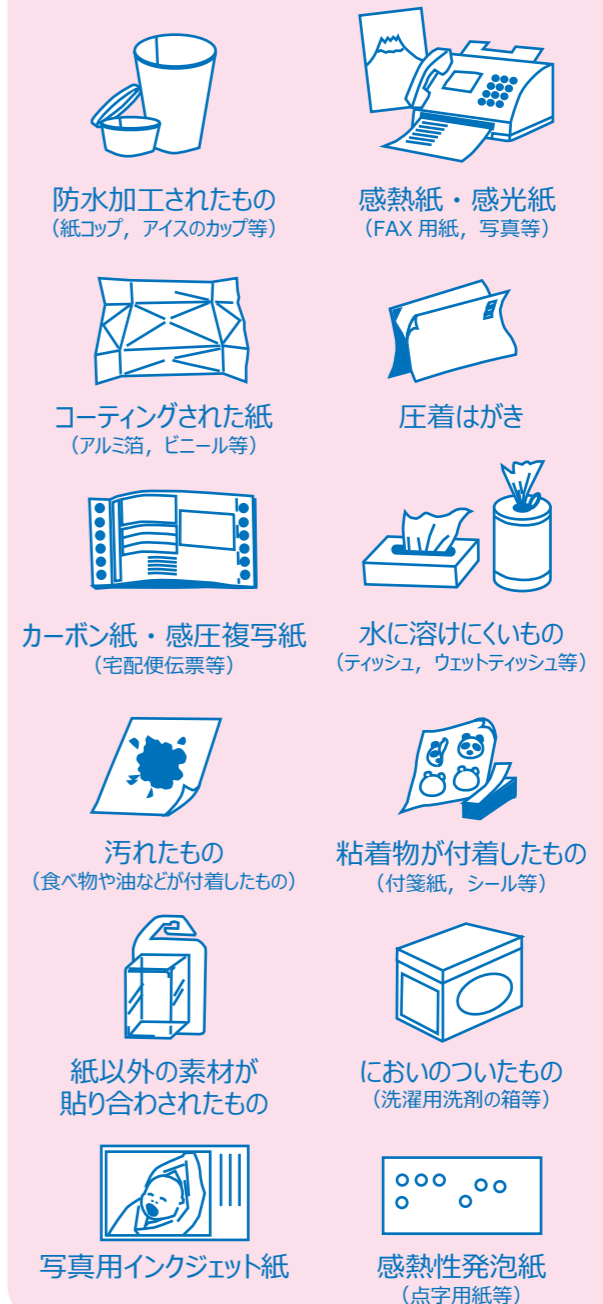 防水加工されたもの
（紙コップ，アイスのカップ等）
感熱紙・感光紙
（FAX 用紙，写真等）
コーティングされた紙
（アルミ箔，ビニール等）
圧着はがき
カーボン紙・感圧複写紙
（宅配便伝票等）
水に溶けにくいもの
（ティッシュ，ウェットティッシュ等）
汚れたもの
（食べ物や油などが付着したもの）
粘着物が付着したもの
（付箋紙，シール等）
紙以外の素材が
貼り合わされたもの
においのついたもの
（洗濯用洗剤の箱等）
写真用インクジェット紙
感熱性発泡紙
（点字用紙等）